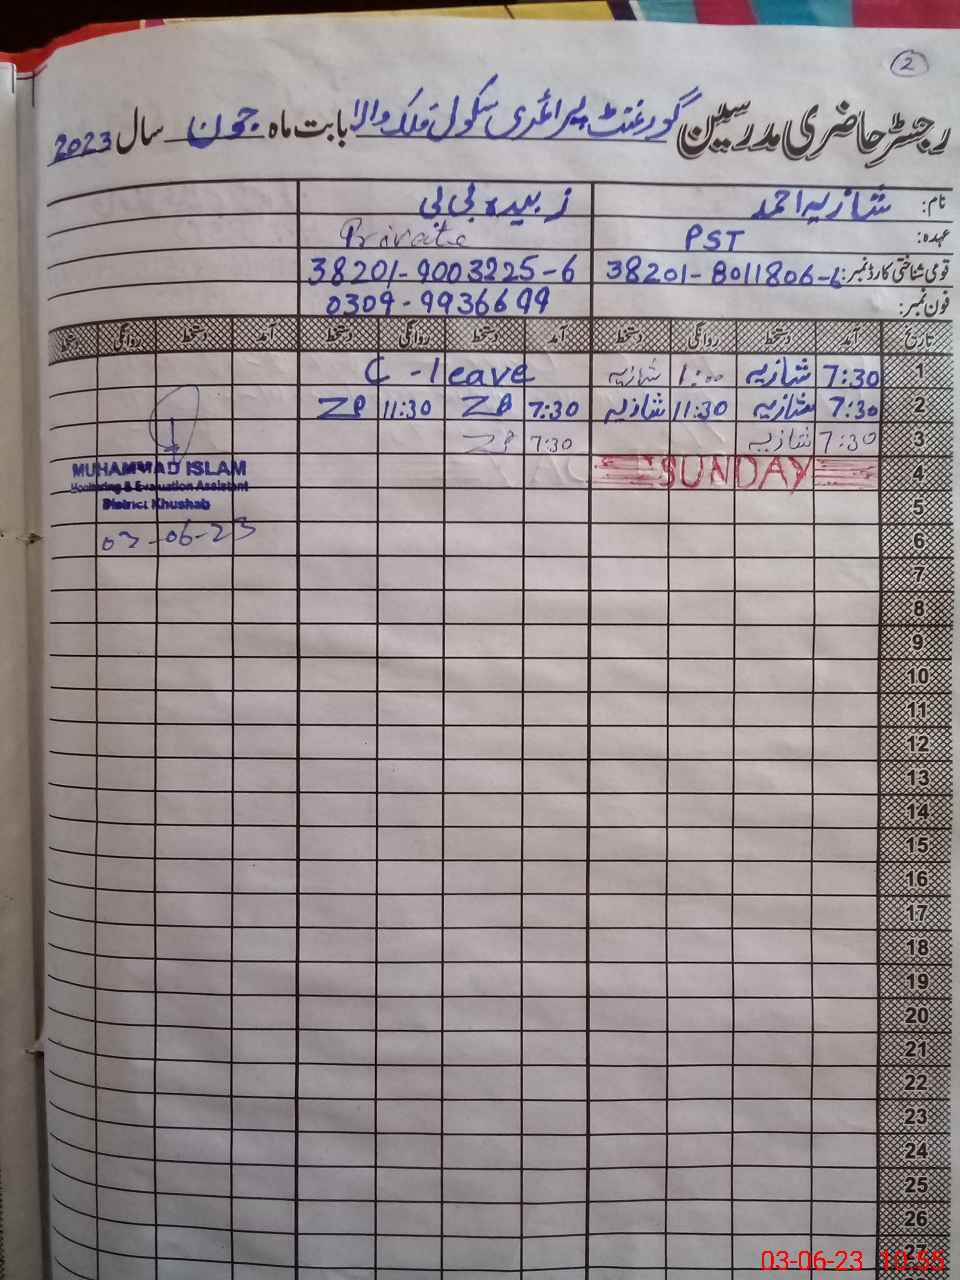 2
رجسٹر حاضری مدرسین گورنمنٹ پرائمری سکول ملک والا بابت ماہ جون سال 2023
نام: شازیہ احمد زبیدہ بی بی
عہدہ: PST Private
قومی شناختی کارڈ نمبر: 38201-8011806-6 38201-9003225-6
فون نمبر: 0309-9936699
تاریخ آمد دستخط روانگی دستخط آمد دستخط روانگی دستخط آمد دستخط روانگی دستخط
1 7:30 شازیہ 1:00 شازیہ C-leave
2 7:30 شازیہ 11:30 شازیہ 7:30 ZB 11:30 ZB
3 7:30 شازیہ 7:30 ZB
4 SUNDAY
MUHAMMAD ISLAM
Monitoring & Evaluation Assistant
District Khushab
5
03-06-23
6
7
8
9
10
11
12
13
14
15
16
17
18
19
20
21
22
23
24
25
26
27
03-06-23 10:55